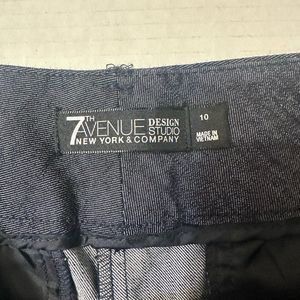 7TH AVENUE DESIGN STUDIO
NEW YORK & COMPANY
10
MADE IN
VIETNAM